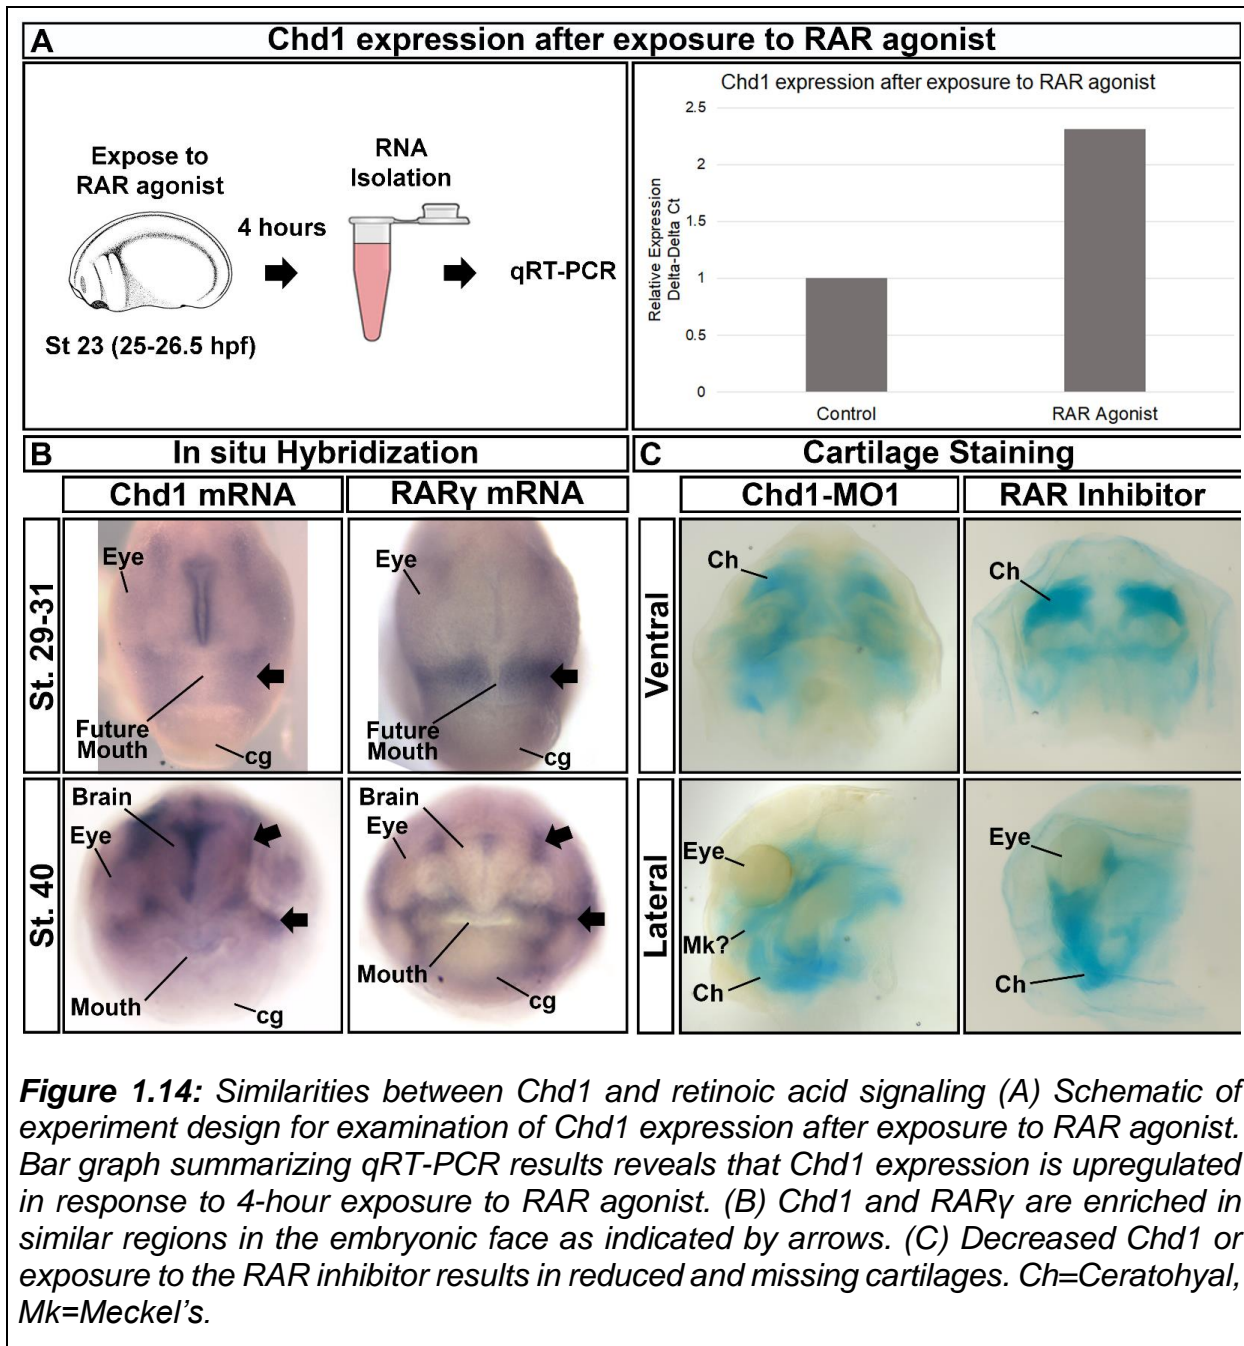 A
Chd1 expression after exposure to RAR agonist
Expose to
RAR agonist
4 hours
RNA
Isolation
qRT-PCR
St 23 (25-26.5 hpf)
Chd1 expression after exposure to RAR agonist
Relative Expression
Delta-Delta Ct
2.5
2
1.5
1
0.5
0
Control
RAR Agonist
B
In situ Hybridization
Chd1 mRNA
RARγ mRNA
St. 29-31
Eye
Future
Mouth
cg
Eye
Future
Mouth
cg
St. 40
Brain
Eye
Mouth
cg
Brain
Eye
Mouth
cg
C
Cartilage Staining
Chd1-MO1
RAR Inhibitor
Ventral
Ch
Ch
Lateral
Eye
Mk?
Ch
Eye
Ch
Figure 1.14: Similarities between Chd1 and retinoic acid signaling (A) Schematic of
experiment design for examination of Chd1 expression after exposure to RAR agonist.
Bar graph summarizing qRT-PCR results reveals that Chd1 expression is upregulated
in response to 4-hour exposure to RAR agonist. (B) Chd1 and RARγ are enriched in
similar regions in the embryonic face as indicated by arrows. (C) Decreased Chd1 or
exposure to the RAR inhibitor results in reduced and missing cartilages. Ch=Ceratohyal,
Mk=Meckel's.